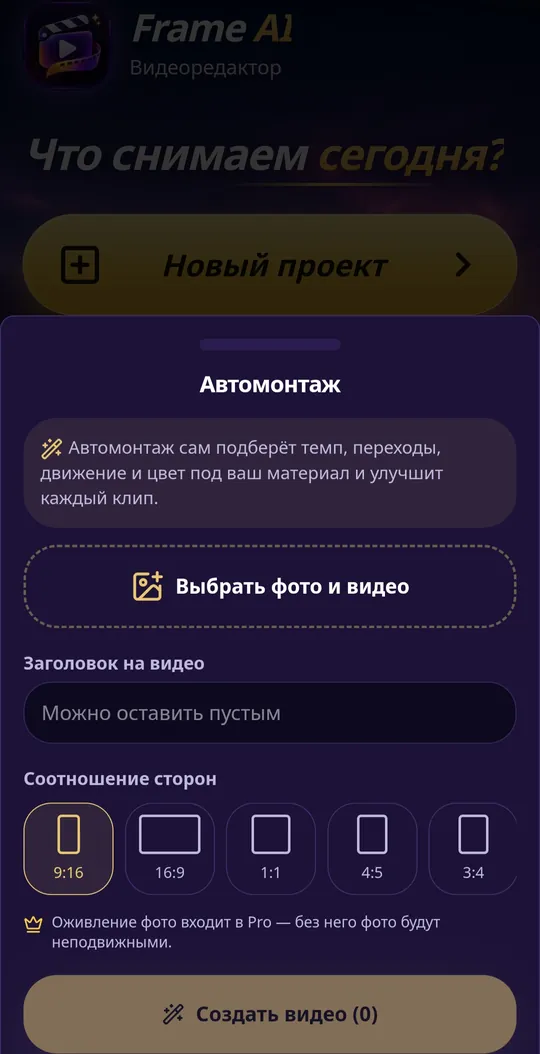 Frame AI
Видеоредактор
Что снимаем сегодня?
Новый проект
Автомонтаж
Автомонтаж сам подберёт темп, переходы,
движение и цвет под ваш материал и улучшит
каждый клип.
Выбрать фото и видео
Заголовок на видео
Можно оставить пустым
Соотношение сторон
9:16 16:9 1:1 4:5 3:4
Оживление фото входит в Pro — без него фото будут
неподвижными.
Создать видео (0)